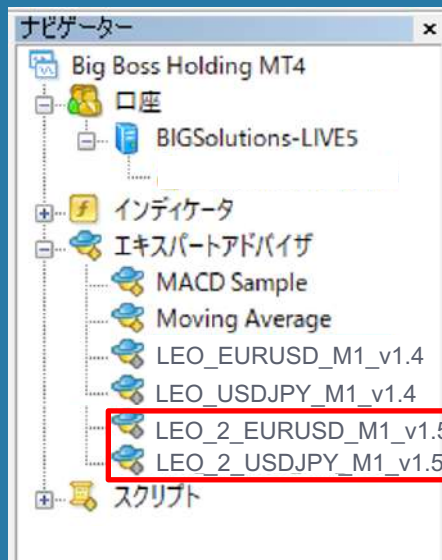 ナビゲーター
Big Boss Holding MT4
口座
BIGSolutions-LIVE5
インディケータ
エキスパートアドバイザ
MACD Sample
Moving Average
LEO_EURUSD_M1_v1.4
LEO_USDJPY_M1_v1.4
LEO_2_EURUSD_M1_v1.5
LEO_2_USDJPY_M1_v1.5
スクリプト